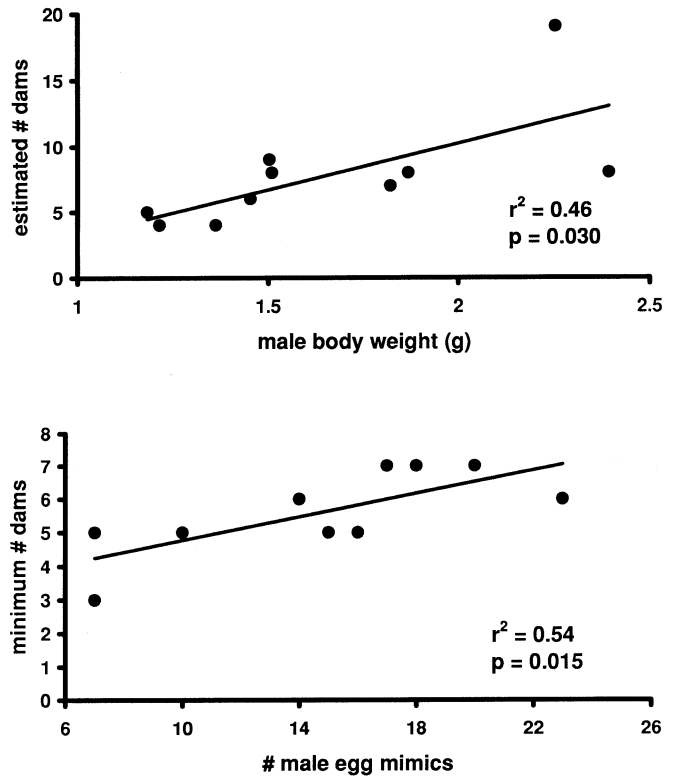 20
15
10
5
0
estimated # dams
r² = 0.46
p = 0.030
1 1.5 2 2.5
male body weight (g)
8
7
6
5
4
3
2
1
0
minimum # dams
r² = 0.54
p = 0.015
6 10 14 18 22 26
# male egg mimics